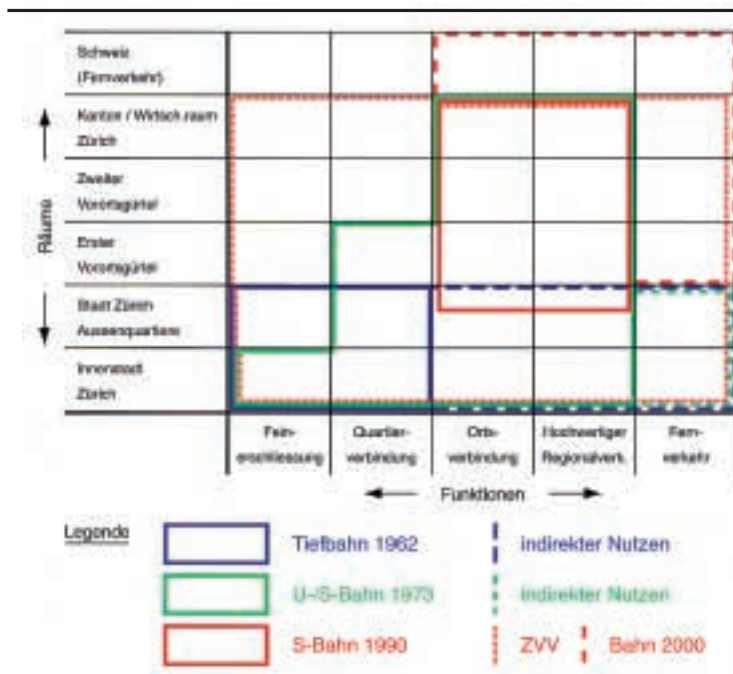 Schweiz
(Fernverkehr)
Kanton / Wirtsch.raum
Zürich
Zweiter
Vorortsgürtel
Erster
Vorortsgürtel
Stadt Zürich
Aussenquartiere
Innenstadt
Zürich
Räume
Fein-
erschliessung
Quartier-
verbindung
Orts-
verbindung
Hochwertiger
Regionalverk.
Fern-
verkehr
Funktionen
Legende
Tiefbahn 1962
indirekter Nutzen
U-/S-Bahn 1973
indirekter Nutzen
S-Bahn 1990
ZVV
Bahn 2000